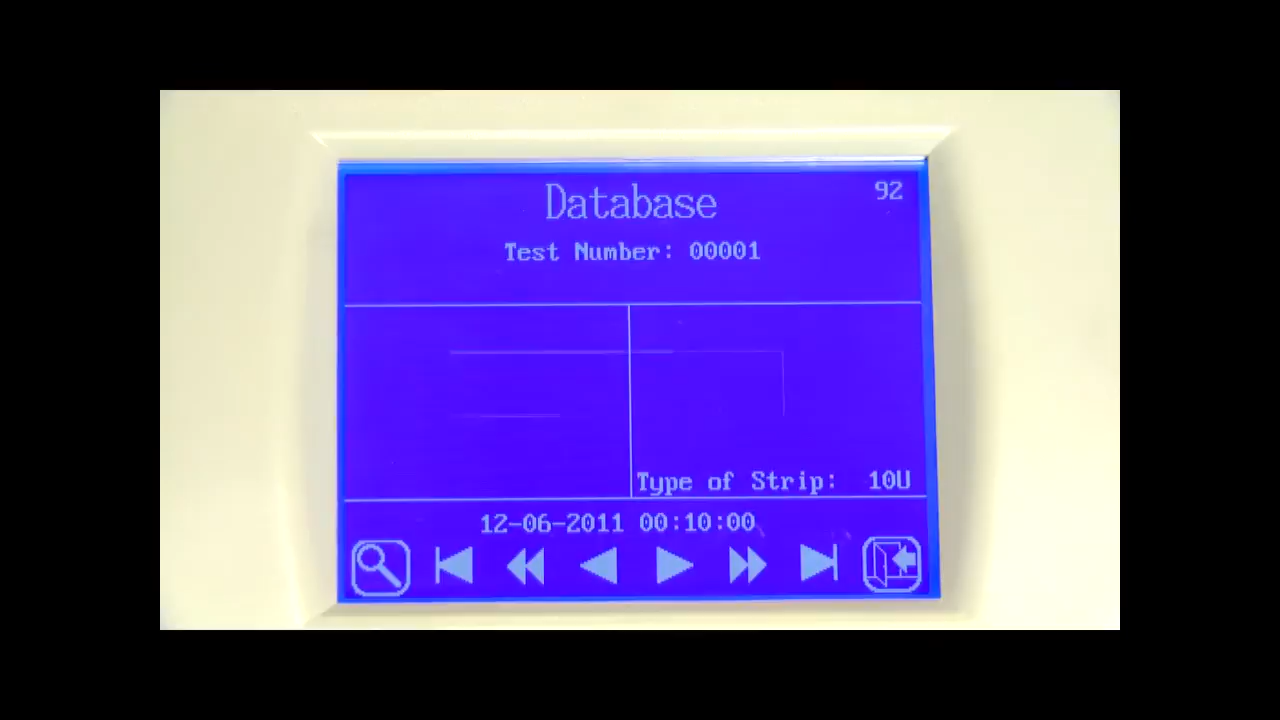 Database
92
Test Number: 00001
Type of Strip: 10U
12-06-2011 00:10:00